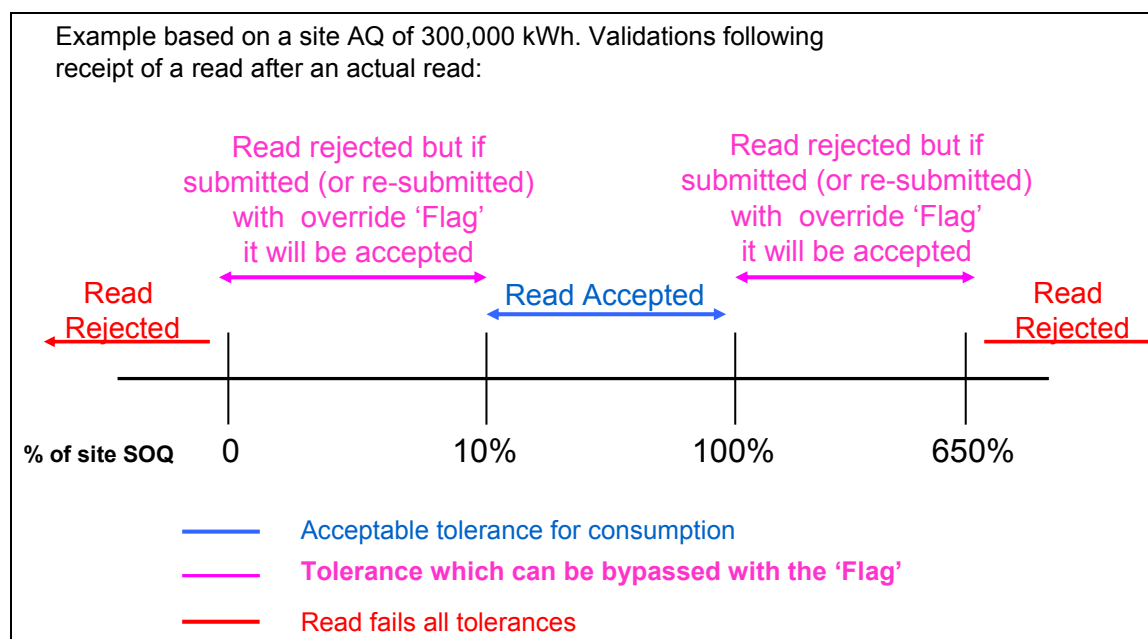 Example based on a site AQ of 300,000 kWh. Validations following
receipt of a read after an actual read:
Read rejected but if
submitted (or re-submitted)
with override ‘Flag’
it will be accepted
Read rejected but if
submitted (or re-submitted)
with override ‘Flag’
it will be accepted
Read
Rejected
Read Accepted
Read
Rejected
% of site SOQ 0 10% 100% 650%
Acceptable tolerance for consumption
Tolerance which can be bypassed with the ‘Flag’
Read fails all tolerances